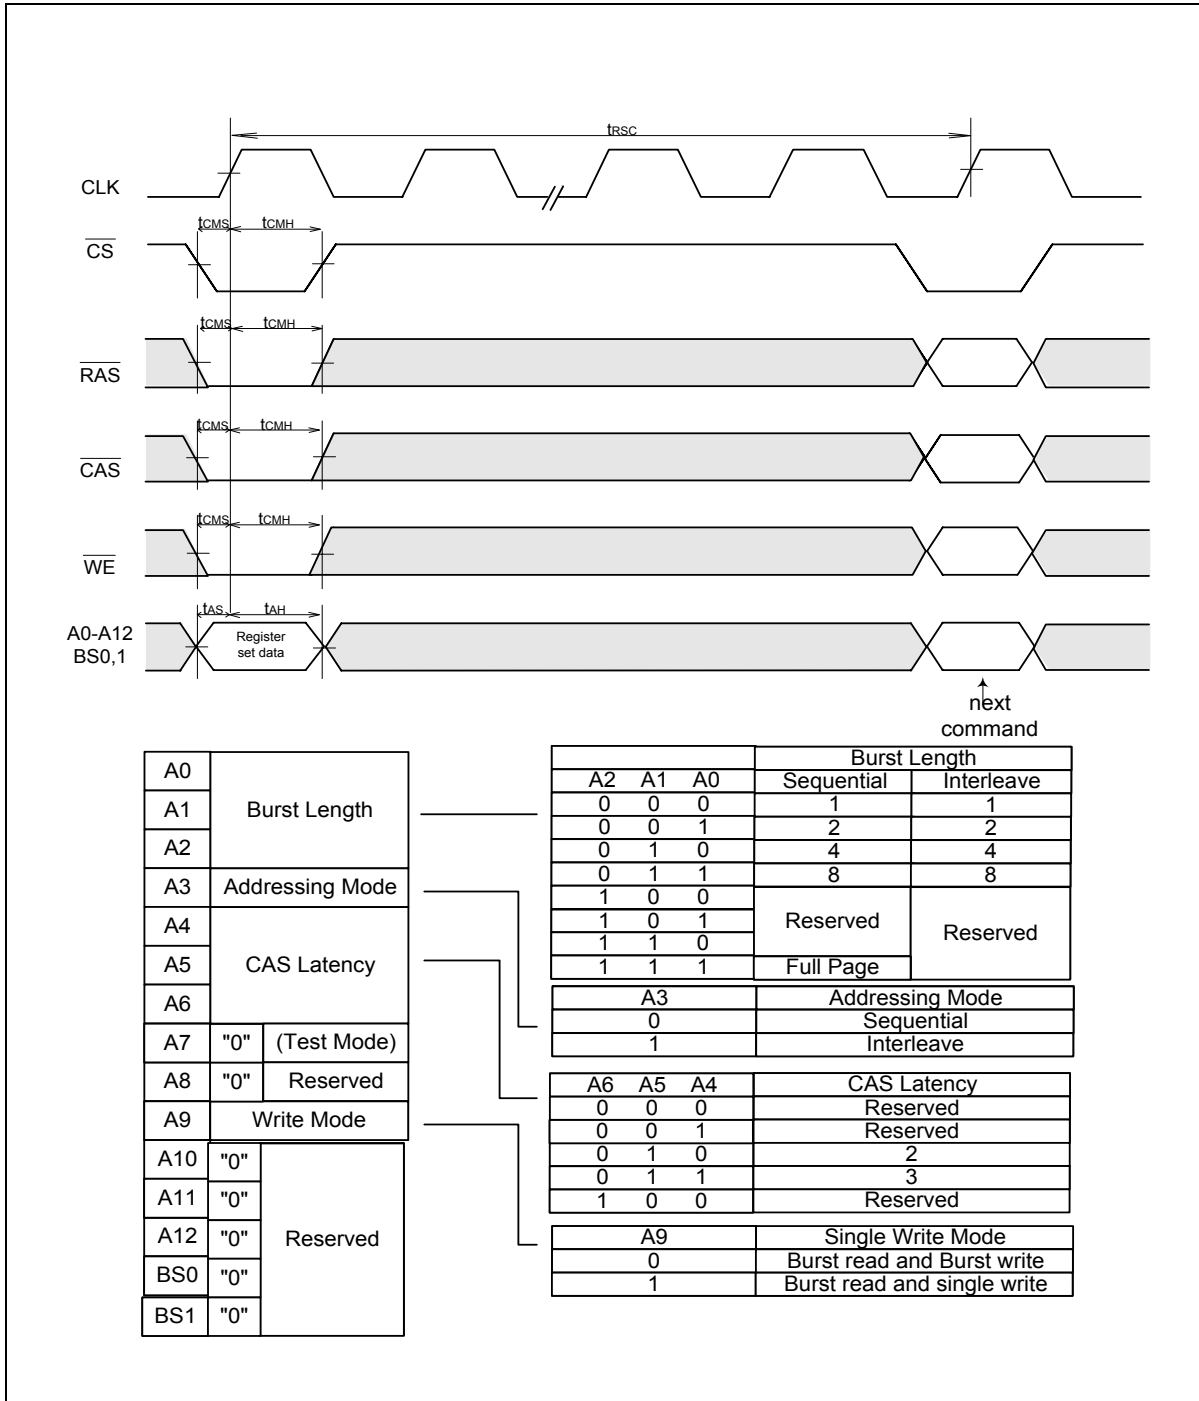 tRSC
CLK
tCMS tCMH
CS
tCMS tCMH
RAS
tCMS tCMH
CAS
tCMS tCMH
WE
tAS tAH
A0-A12
BS0,1
Register
set data
next
command
A0
A1 Burst Length
A2
A3 Addressing Mode
A4
A5 CAS Latency
A6
A7 "0" (Test Mode)
A8 "0" Reserved
A9 Write Mode
A10 "0"
A11 "0"
A12 "0" Reserved
BS0 "0"
BS1 "0"
Burst Length
A2 A1 A0 Sequential Interleave
0 0 0 1 1
0 0 1 2 2
0 1 0 4 4
0 1 1 8 8
1 0 0
1 0 1 Reserved Reserved
1 1 0
1 1 1 Full Page
A3 Addressing Mode
0 Sequential
1 Interleave
A6 A5 A4 CAS Latency
0 0 0 Reserved
0 0 1 Reserved
0 1 0 2
0 1 1 3
1 0 0 Reserved
A9 Single Write Mode
0 Burst read and Burst write
1 Burst read and single write